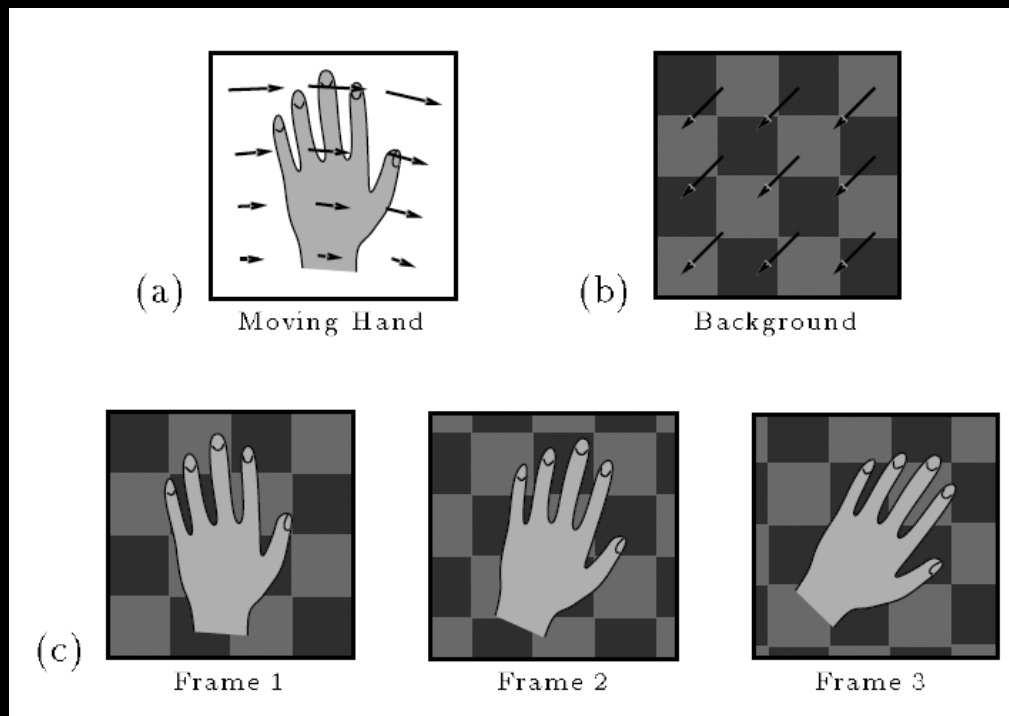 (a)
Moving Hand
(b)
Background
(c)
Frame 1
Frame 2
Frame 3